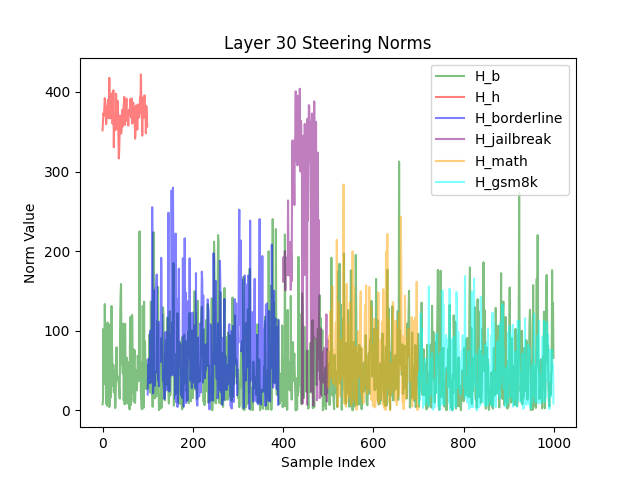 Layer 30 Steering Norms
Norm Value
400
300
200
100
0
H_b
H_h
H_borderline
H_jailbreak
H_math
H_gsm8k
0
200
400
600
800
1000
Sample Index